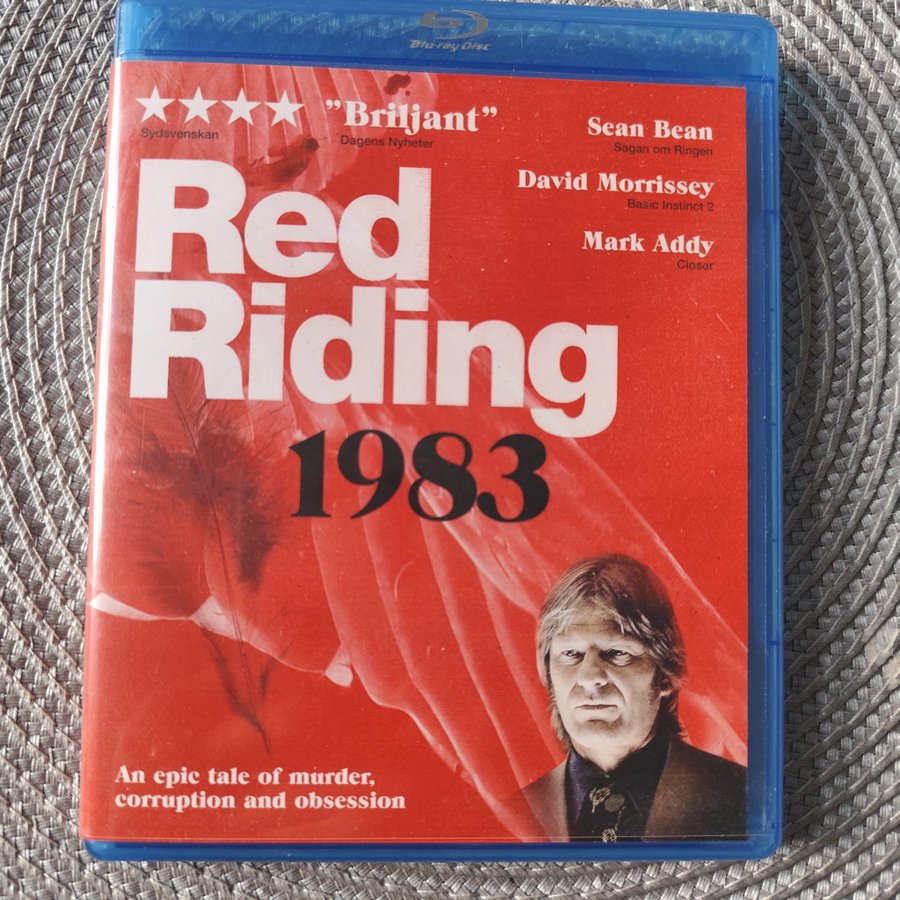 Blu-ray Disc
"Briljant"
Sydsvenskan
Dagens Nyheter
Sean Bean
Sagan om Ringen
David Morrissey
Basic Instinct 2
Mark Addy
Closer
Red
Riding
1983
An epic tale of murder,
corruption and obsession